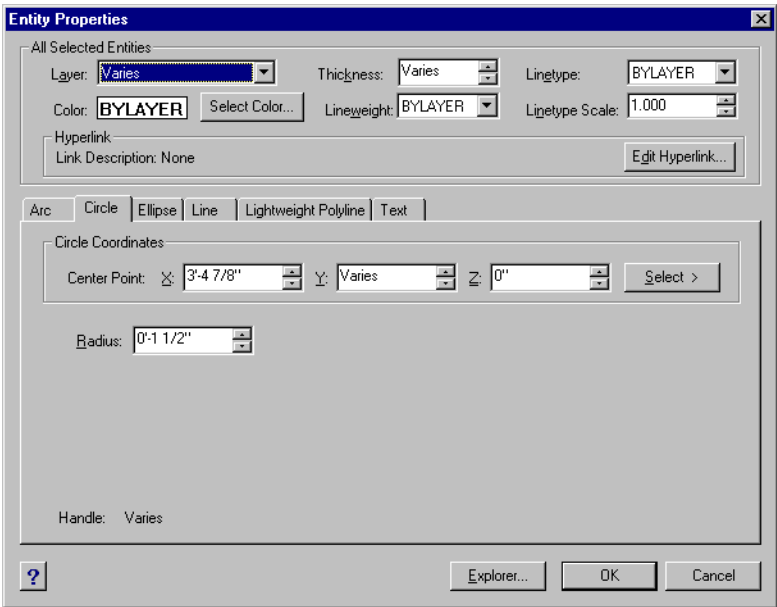 Entity Properties
All Selected Entities
Layer: Varies Thickness: Varies Linetype: BYLAYER
Color: BYLAYER Select Color... Lineweight: BYLAYER Linetype Scale: 1.000
Hyperlink
Link Description: None Edit Hyperlink...
Arc Circle Ellipse Line Lightweight Polyline Text
Circle Coordinates
Center Point: X: 3'-4 7/8" Y: Varies Z: 0" Select >
Radius: 0'-1 1/2"
Handle: Varies
? Explorer... OK Cancel